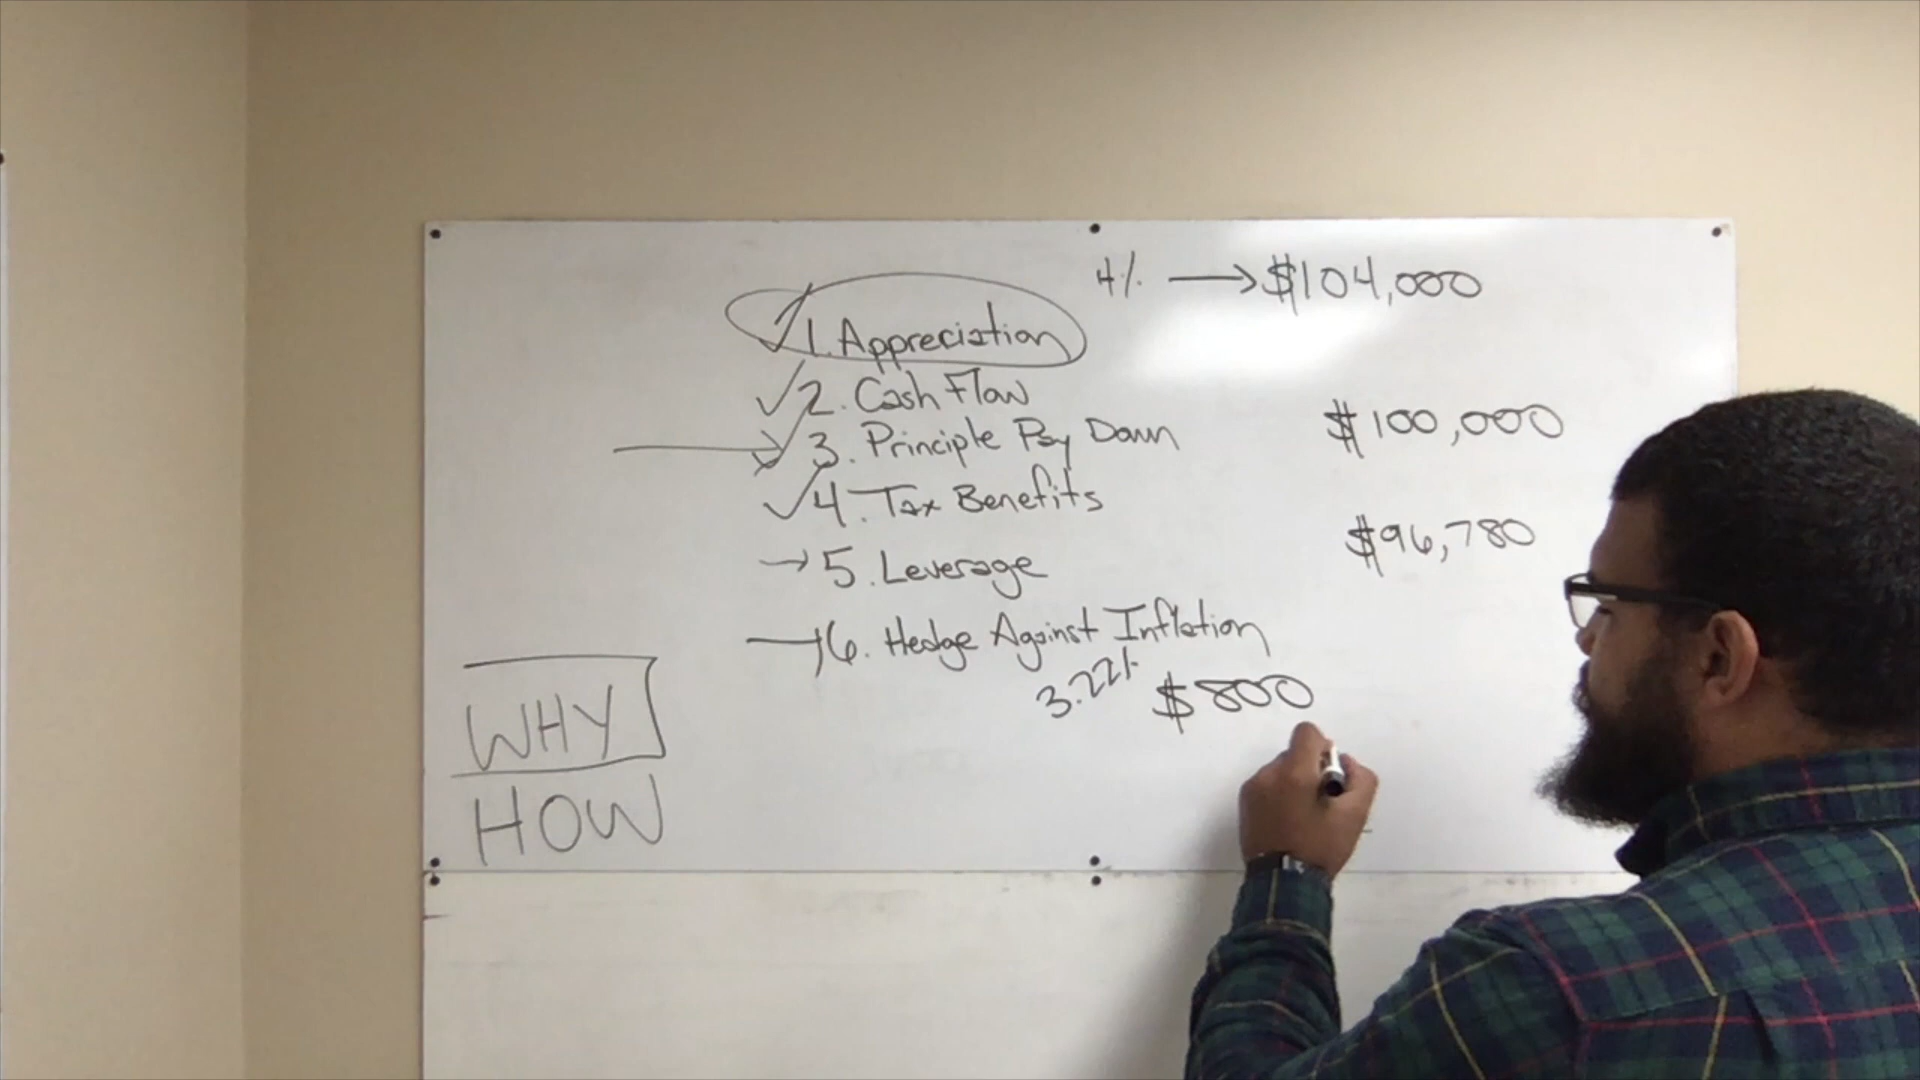 4% → $104,000
1. Appreciation
2. Cash Flow
$100,000
3. Principle Pay Down
4. Tax Benefits
$96,780
5. Leverage
6. Hedge Against Inflation
3.22%
$800
WHY
HOW